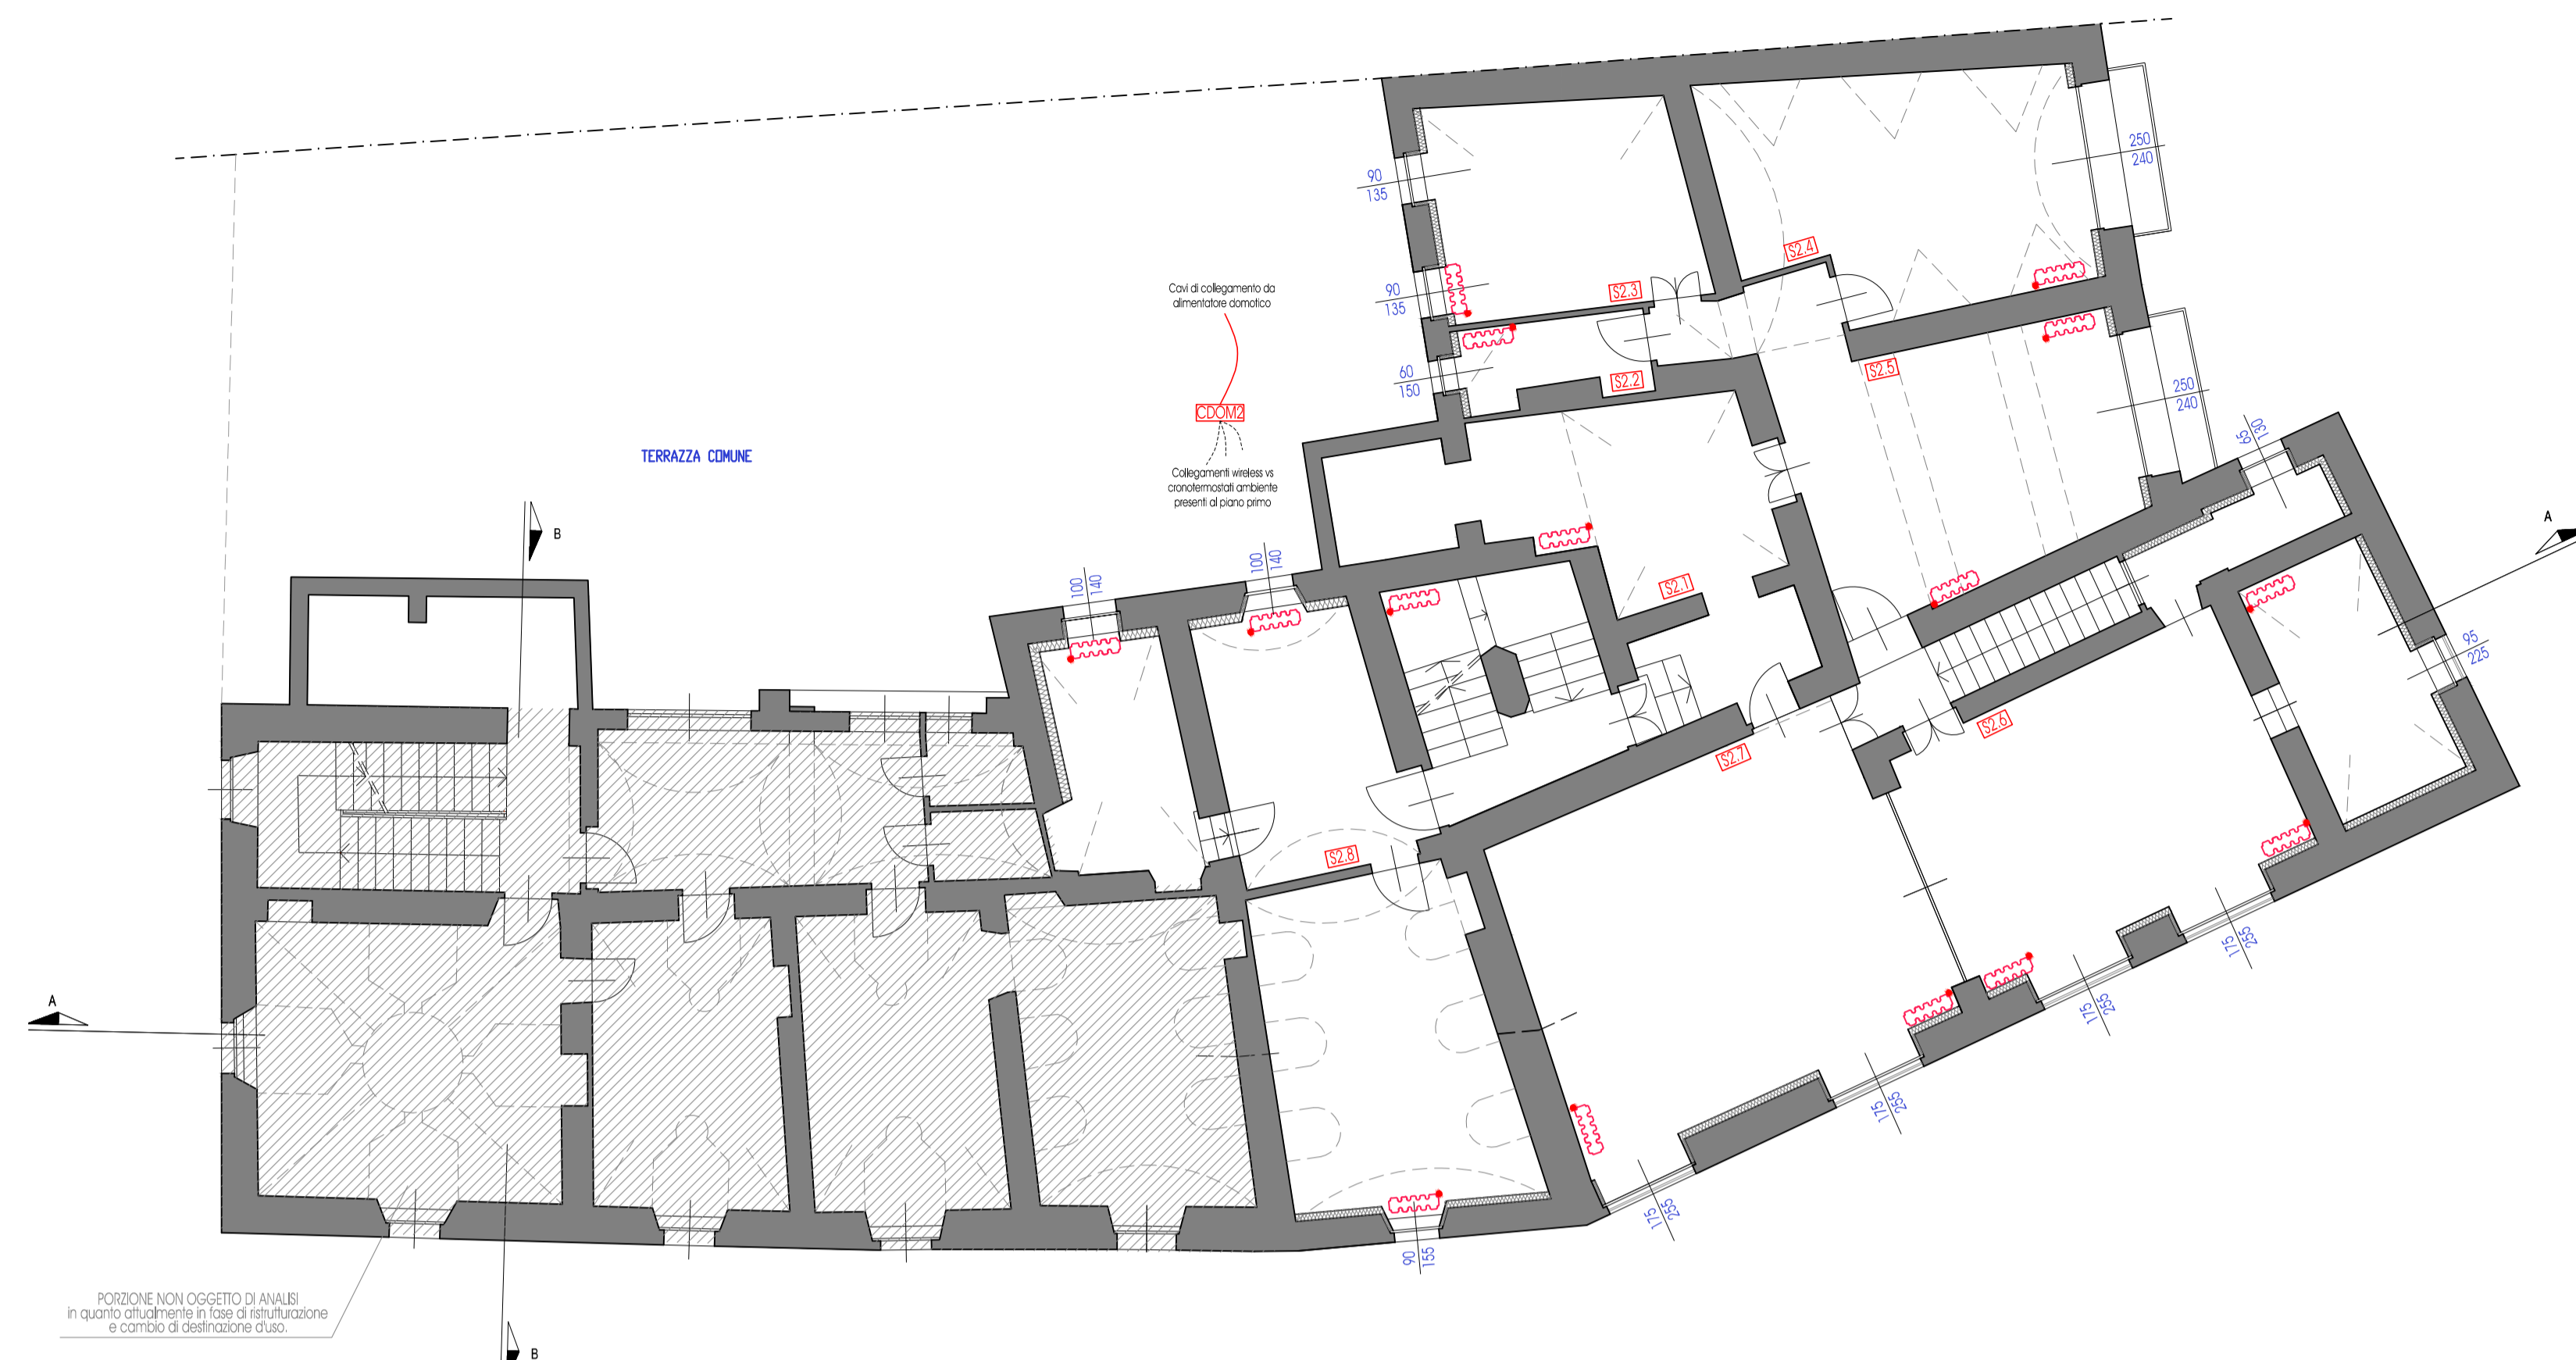 250
240
90
135
S2.4
90
135
S2.3
Cavi di collegamento da
alimentatore domotico
60
150
S2.2
S2.5
250
240
CDOM2
65
130
TERRAZZA COMUNE
Collegamenti wireless vs
cronotermostati ambiente
presenti al piano primo
A
B
100
140
100
140
S2.1
95
225
S2.6
S2.7
S2.8
175
255
175
255
A
175
255
175
255
90
155
PORZIONE NON OGGETTO DI ANALISI
in quanto attualmente in fase di ristrutturazione
e cambio di destinazione d'uso.
B